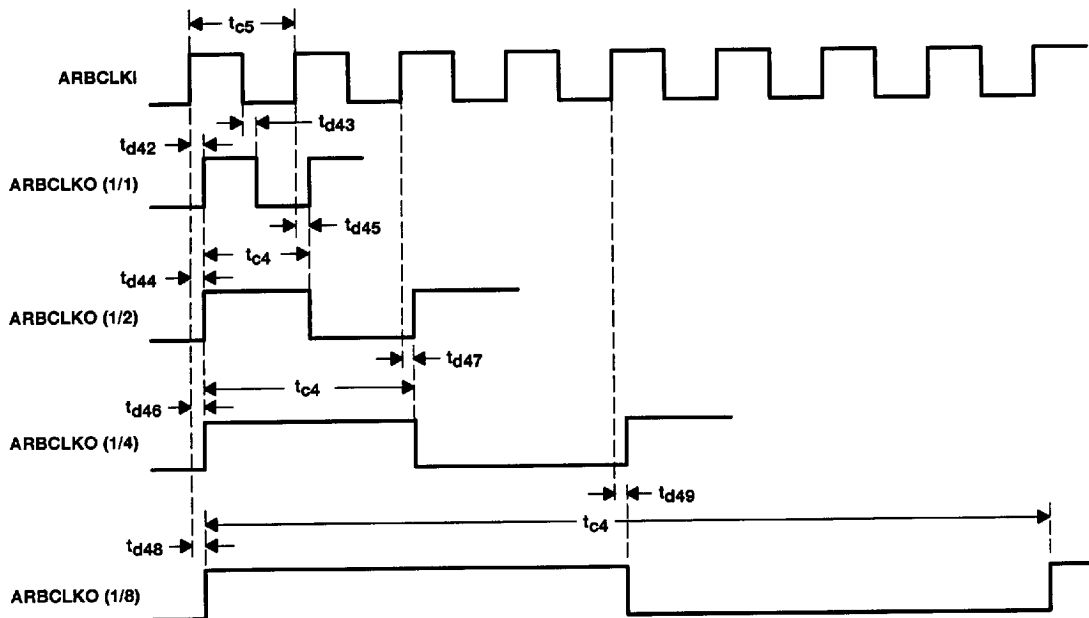 tc5
ARBCLKI
td43
td42
ARBCLKO (1/1)
td45
tc4
td44
ARBCLKO (1/2)
td47
tc4
td46
ARBCLKO (1/4)
td49
tc4
td48
ARBCLKO (1/8)